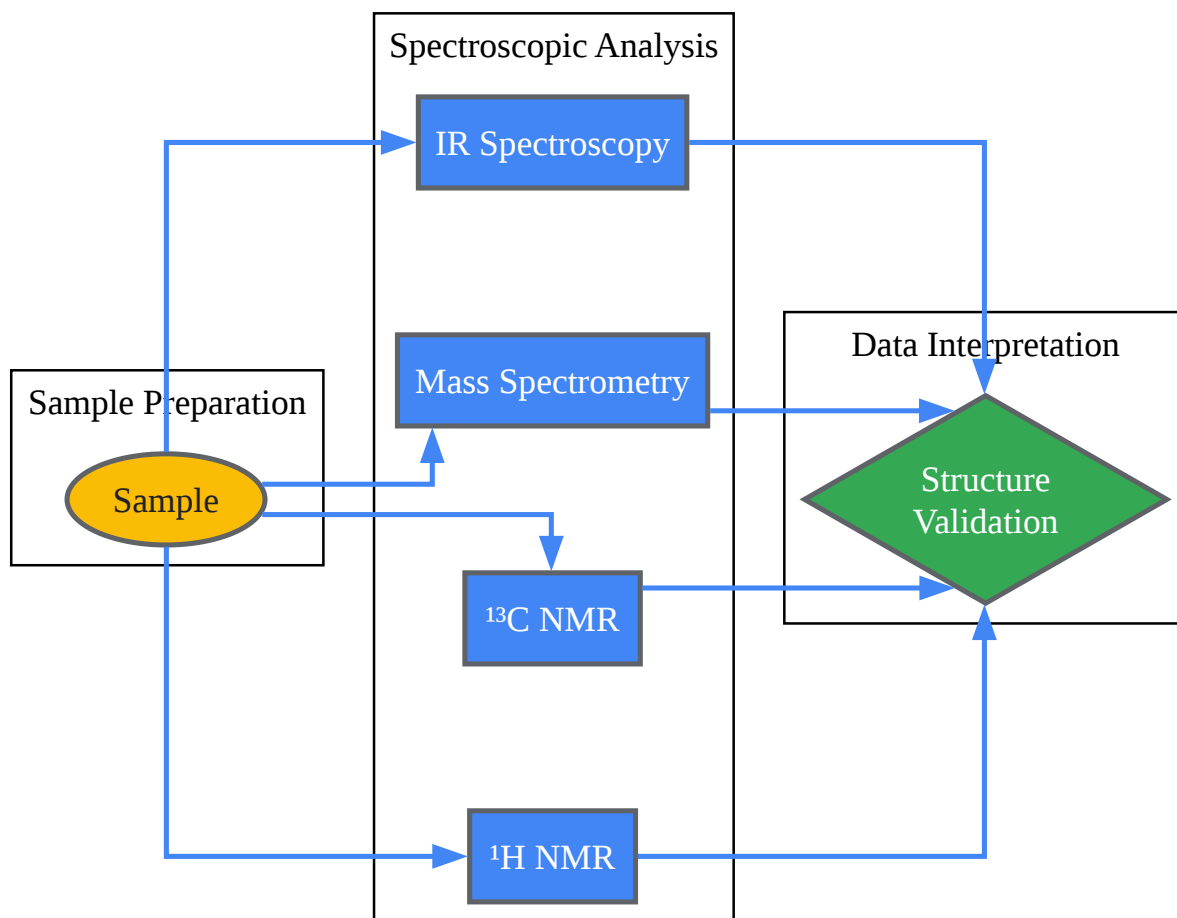 Spectroscopic Analysis
IR Spectroscopy
Data Interpretation
Mass Spectrometry
Sample Preparation
Sample
Structure
Validation
¹³C NMR
¹H NMR